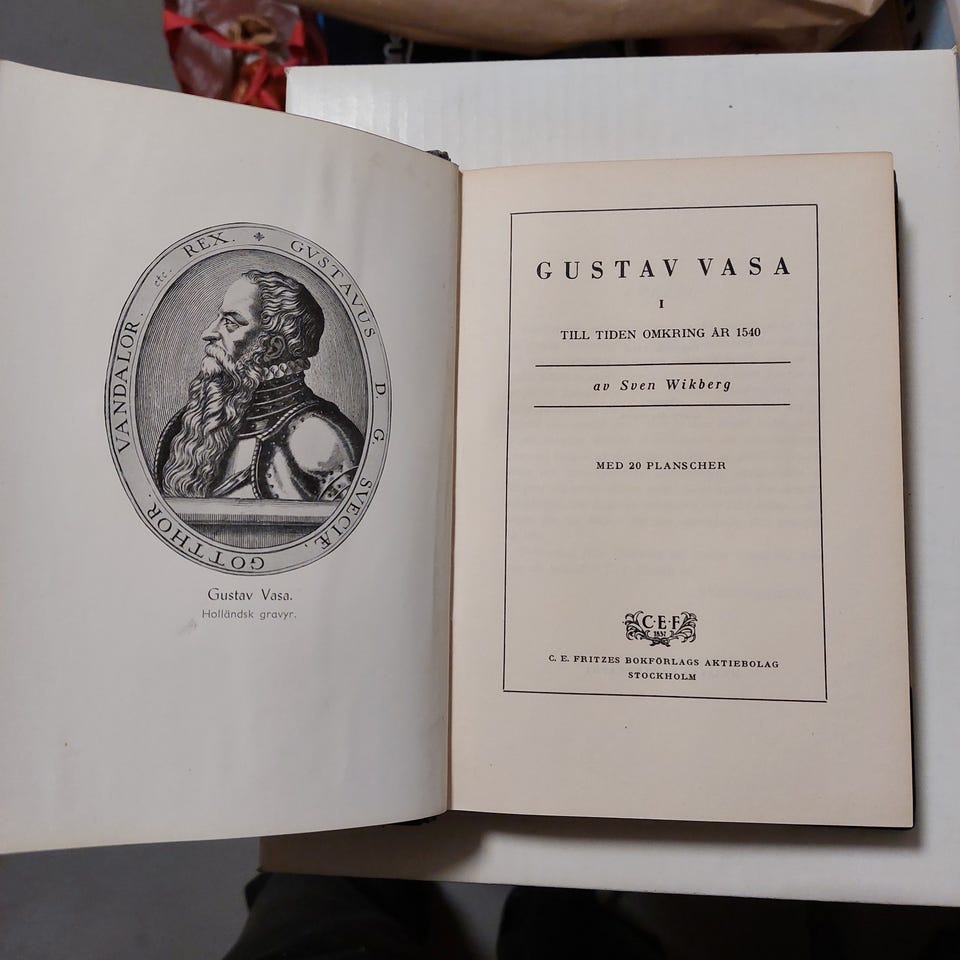 GVSTAVUS D. G. SVECIÆ. GOTTHOR. VANDALOR. etc. REX.
Gustav Vasa.
Holländsk gravyr.
GUSTAV VASA
I
TILL TIDEN OMKRING ÅR 1540
av Sven Wikberg
MED 20 PLANSCHER
C·E·F
1837
C. E. FRITZES BOKFÖRLAGS AKTIEBOLAG
STOCKHOLM